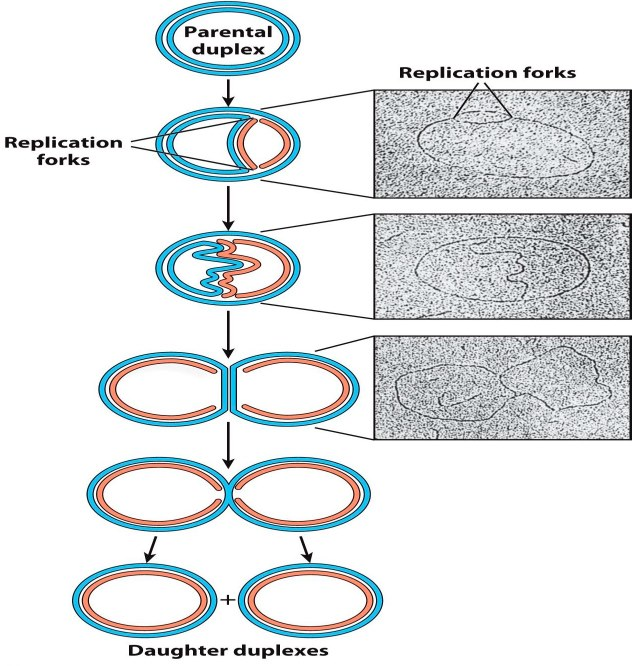 Parental
duplex
Replication forks
Replication
forks
+
Daughter duplexes